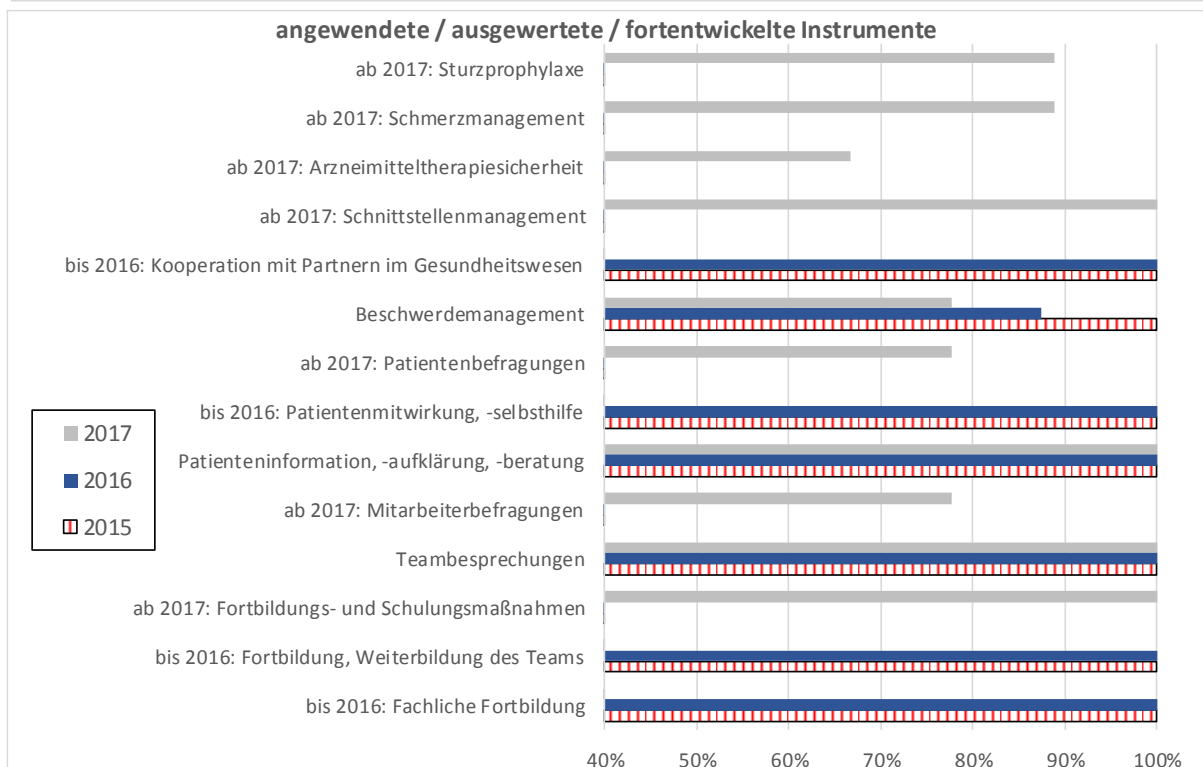 angewendete / ausgewertete / fortentwickelte Instrumente
ab 2017: Sturzprophylaxe
ab 2017: Schmerzmanagement
ab 2017: Arzneimitteltherapiesicherheit
ab 2017: Schnittstellenmanagement
bis 2016: Kooperation mit Partnern im Gesundheitswesen
Beschwerdemanagement
ab 2017: Patientenbefragungen
bis 2016: Patientenmitwirkung, -selbsthilfe
Patienteninformation, -aufklärung, -beratung
ab 2017: Mitarbeiterbefragungen
Teambesprechungen
ab 2017: Fortbildungs- und Schulungsmaßnahmen
bis 2016: Fortbildung, Weiterbildung des Teams
bis 2016: Fachliche Fortbildung
2017
2016
2015
40% 50% 60% 70% 80% 90% 100%